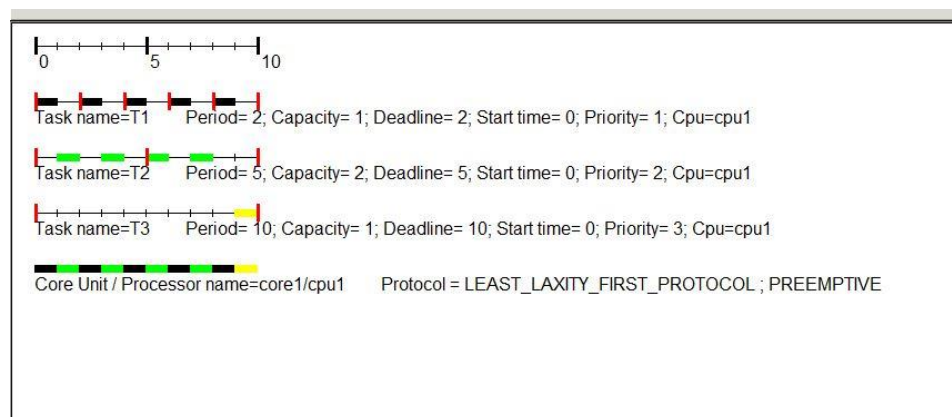 0 5 10
Task name=T1 Period= 2; Capacity= 1; Deadline= 2; Start time= 0; Priority= 1; Cpu=cpu1
Task name=T2 Period= 5; Capacity= 2; Deadline= 5; Start time= 0; Priority= 2; Cpu=cpu1
Task name=T3 Period= 10; Capacity= 1; Deadline= 10; Start time= 0; Priority= 3; Cpu=cpu1
Core Unit / Processor name=core1/cpu1 Protocol = LEAST_LAXITY_FIRST_PROTOCOL ; PREEMPTIVE